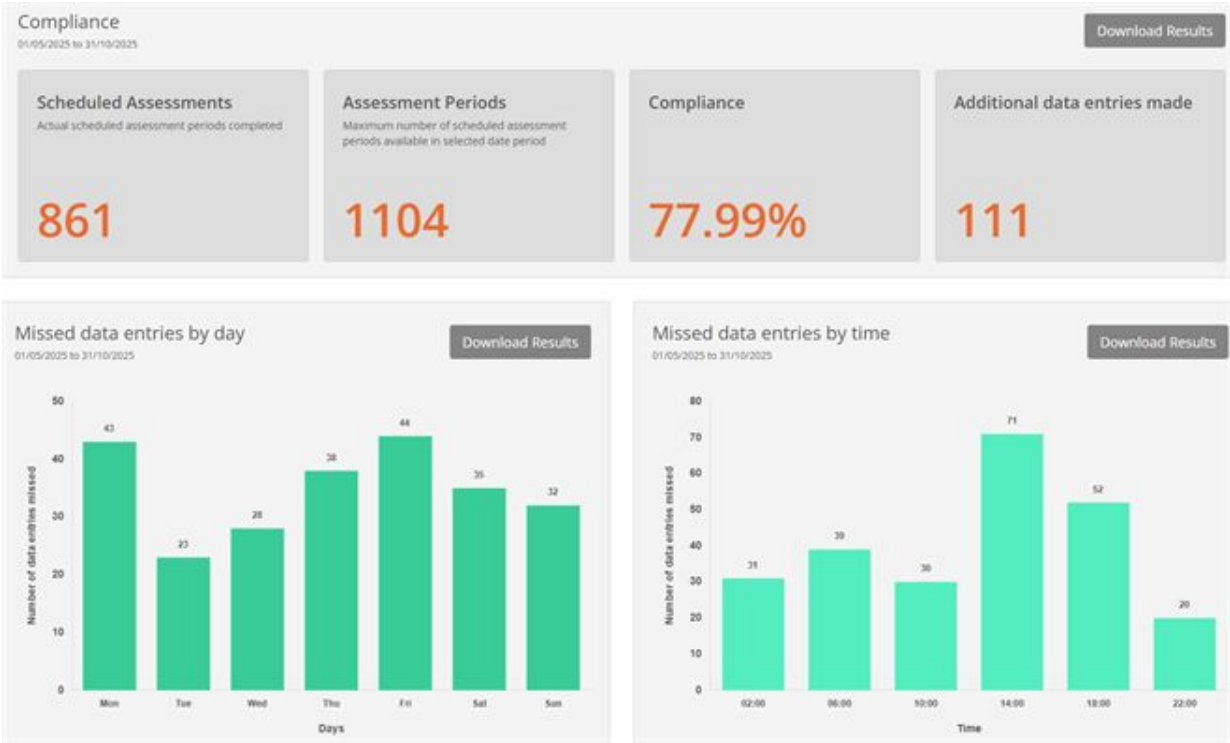 Compliance
01/05/2025 to 31/10/2025
Download Results
Scheduled Assessments
Actual scheduled assessment periods completed
861
Assessment Periods
Maximum number of scheduled assessment
periods available in selected date period
1104
Compliance
77.99%
Additional data entries made
111
Missed data entries by day
01/05/2025 to 31/10/2025
Download Results
Number of data entries missed
50
40
30
20
10
0
43
23
28
38
44
35
32
Mon Tue Wed Thu Fri Sat Sun
Days
Missed data entries by time
01/05/2025 to 31/10/2025
Download Results
Number of data entries missed
80
70
60
50
40
30
20
10
0
31
39
30
71
52
20
02:00 06:00 10:00 14:00 18:00 22:00
Time